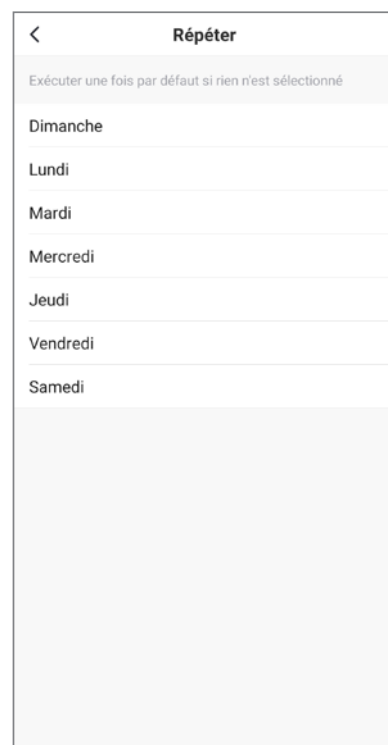 Répéter
Exécuter une fois par défaut si rien n'est sélectionné
Dimanche
Lundi
Mardi
Mercredi
Jeudi
Vendredi
Samedi